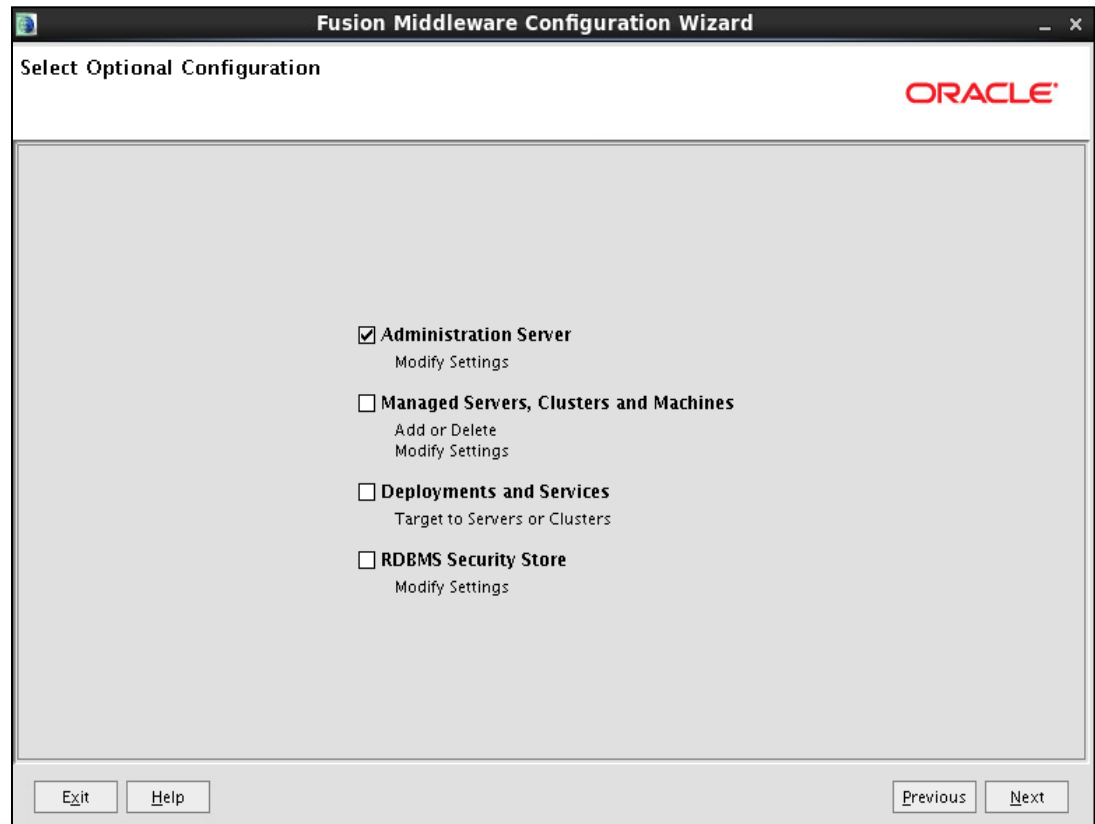 Fusion Middleware Configuration Wizard
Select Optional Configuration
ORACLE
Administration Server
Modify Settings
Managed Servers, Clusters and Machines
Add or Delete
Modify Settings
Deployments and Services
Target to Servers or Clusters
RDBMS Security Store
Modify Settings
Exit Help Previous Next